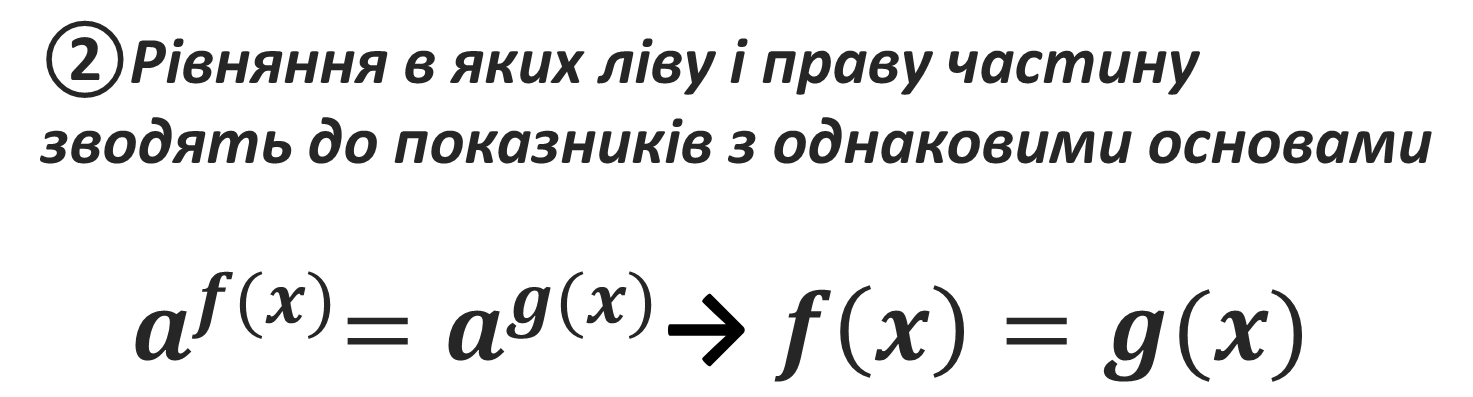 ②Рівняння в яких ліву і праву частину
зводять до показників з однаковими основами
a^{f(x)} = a^{g(x)} → f(x) = g(x)